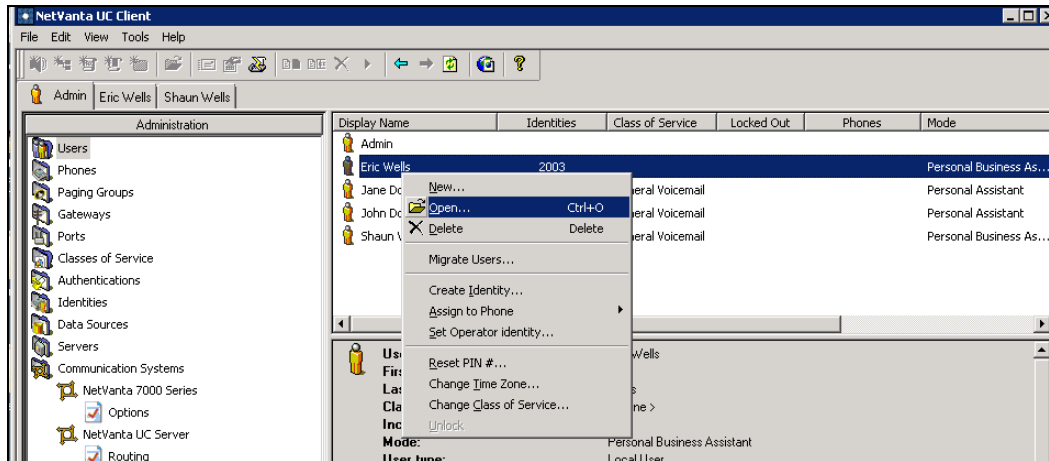 NetVanta UC Client
File Edit View Tools Help
Admin Eric Wells Shaun Wells
Administration
Users
Phones
Paging Groups
Gateways
Ports
Classes of Service
Authentications
Identities
Data Sources
Servers
Communication Systems
NetVanta 7000 Series
Options
NetVanta UC Server
Routing
Display Name Identities Class of Service Locked Out Phones Mode
Admin
Eric Wells 2003 Personal Business As...
Jane Do eral Voicemail Personal Assistant
John Do eral Voicemail Personal Assistant
Shaun eral Voicemail Personal Business As...
New...
Open... Ctrl+O
Delete Delete
Migrate Users...
Create Identity...
Assign to Phone
Set Operator identity...
Reset PIN #...
Change Time Zone...
Change Class of Service...
Unlock
Us Wells
Firs
Las s
Cla ne >
Inc
Mode: Personal Business Assistant
User type: Local User